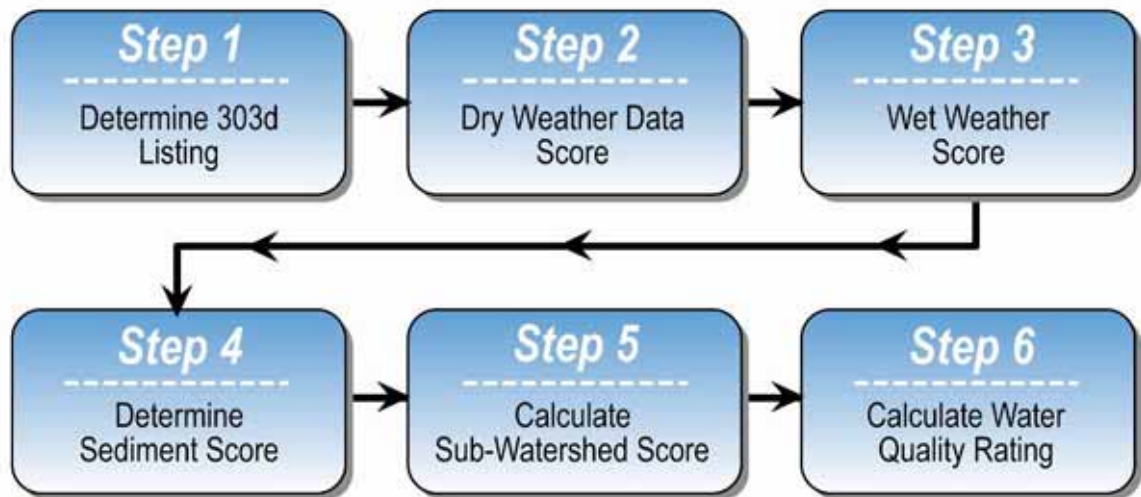 Step 1
Determine 303d
Listing
Step 2
Dry Weather Data
Score
Step 3
Wet Weather
Score
Step 4
Determine
Sediment Score
Step 5
Calculate
Sub-Watershed Score
Step 6
Calculate Water
Quality Rating